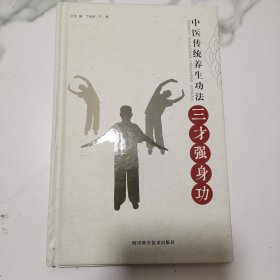 中医传统养生功法
三才强身功
四川科学技术出版社